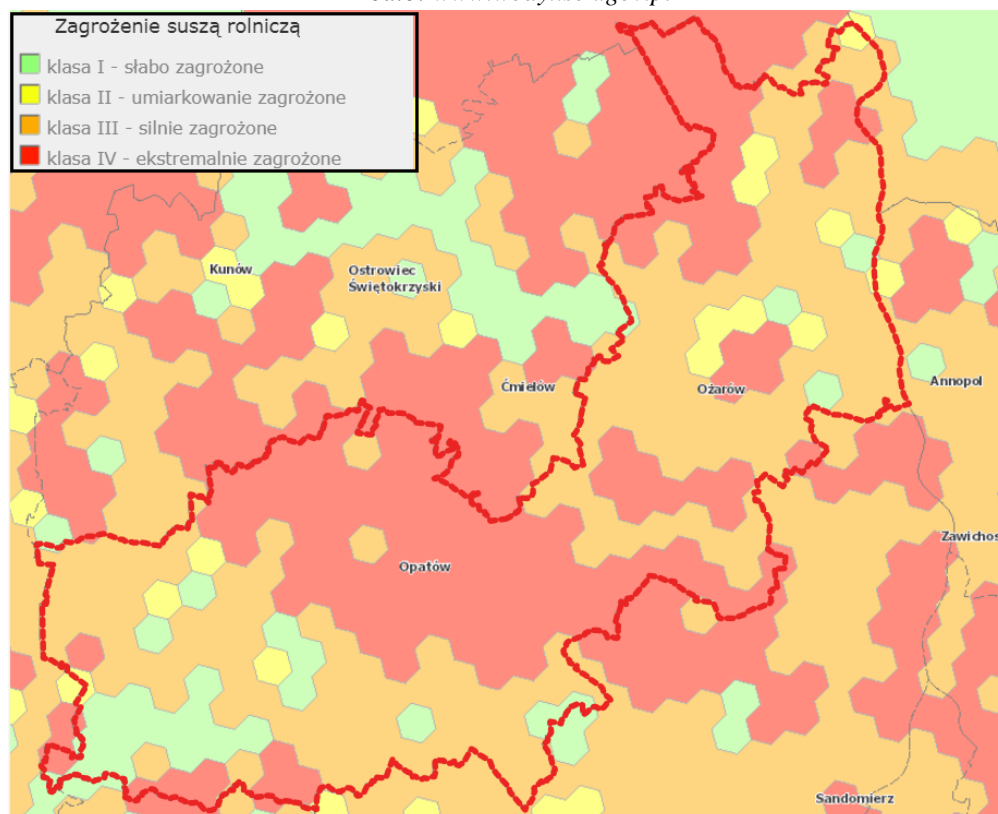 Zagrożenie suszą rolniczą
klasa I - słabo zagrożone
klasa II - umiarkowanie zagrożone
klasa III - silnie zagrożone
klasa IV - ekstremalnie zagrożone
Kunów
Ostrowiec
Świętokrzyski
Ćmielów
Ożarów
Annopol
Zawichos
Opatów
Sandomierz